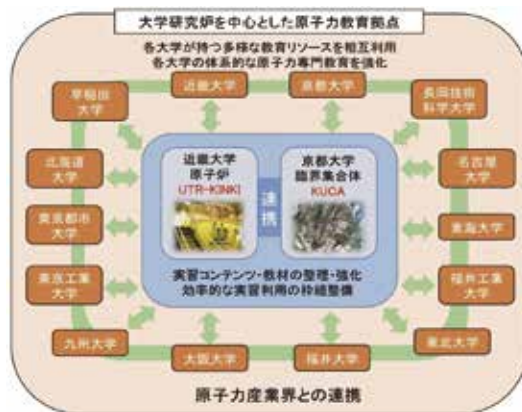 大学研究炉を中心とした原子力教育拠点
各大学が持つ多様な教育リソースを相互利用
各大学の体系的な原子力専門教育を強化
近畿大学
京都大学
早稲田
大学
長岡技術
科学大学
北海道
大学
名古屋
大学
東京都市
大学
東海大学
東京工業
大学
福井工業
大学
九州大学
大阪大学
福井大学
東北大学
近畿大学
原子炉
UTR-KINKI
連携
京都大学
臨界集合体
KUCA
実習コンテンツ・教材の整理・強化
効率的な実習利用の枠組整備
原子力産業界との連携